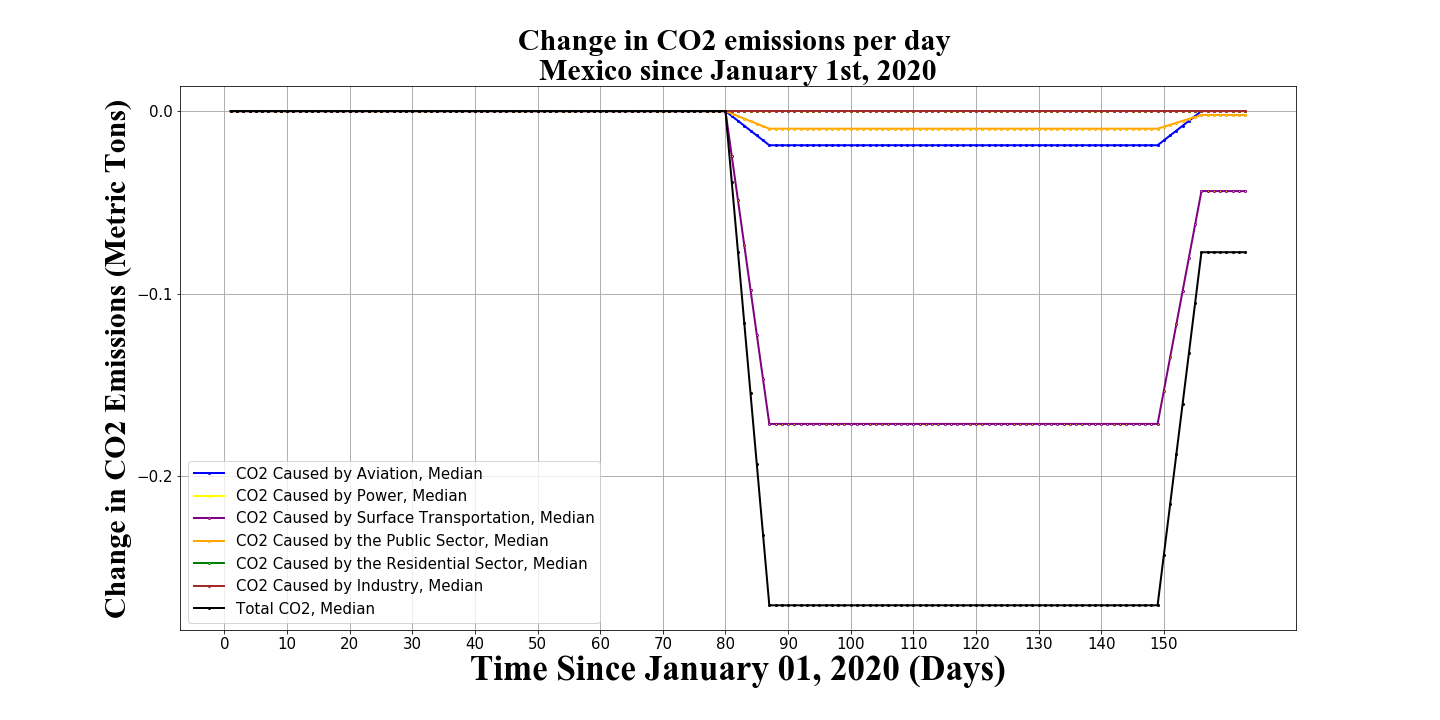 Change in CO2 emissions per day
Mexico since January 1st, 2020
Change in CO2 Emissions (Metric Tons)
0.0
−0.1
−0.2
CO2 Caused by Aviation, Median
CO2 Caused by Power, Median
CO2 Caused by Surface Transportation, Median
CO2 Caused by the Public Sector, Median
CO2 Caused by the Residential Sector, Median
CO2 Caused by Industry, Median
Total CO2, Median
0 10 20 30 40 50 60 70 80 90 100 110 120 130 140 150
Time Since January 01, 2020 (Days)